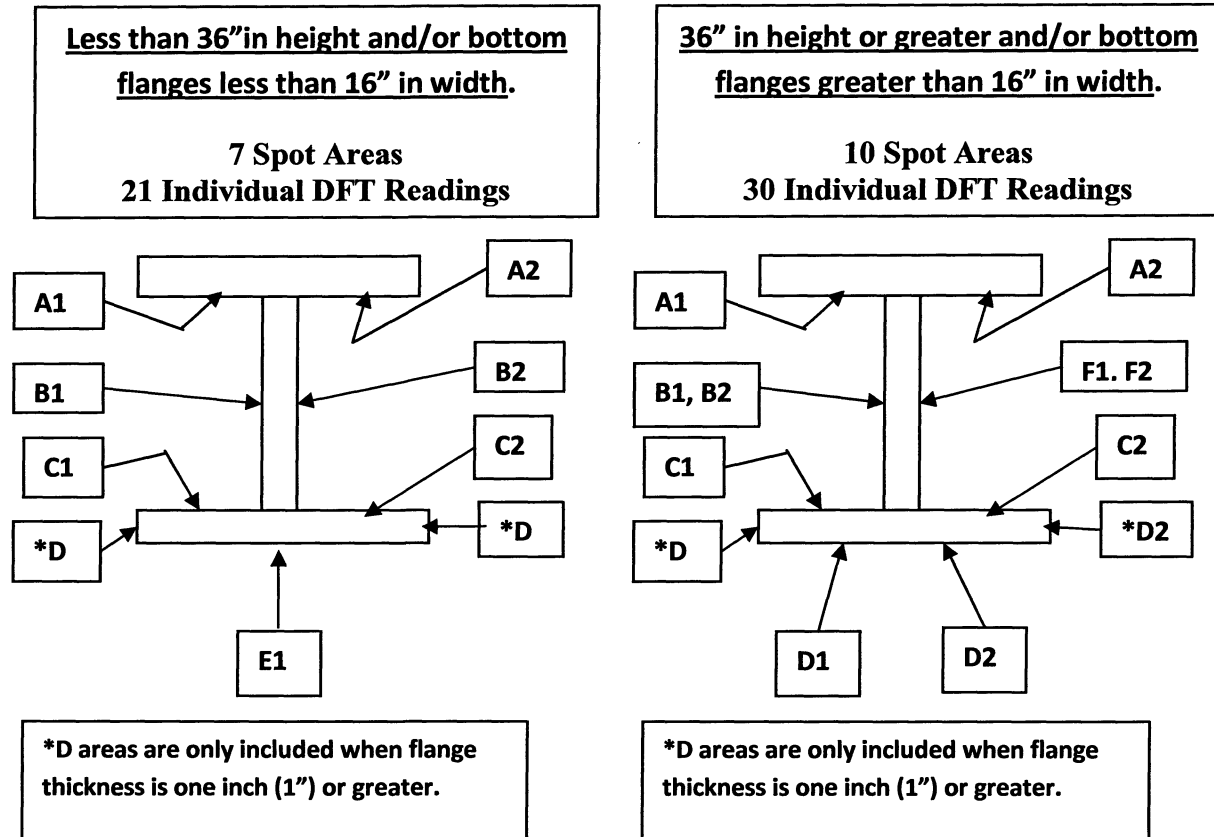 Less than 36”in height and/or bottom
flanges less than 16” in width.
7 Spot Areas
21 Individual DFT Readings
A1
A2
B1
B2
C1
C2
*D
*D
E1
*D areas are only included when flange
thickness is one inch (1”) or greater.
36” in height or greater and/or bottom
flanges greater than 16” in width.
10 Spot Areas
30 Individual DFT Readings
A1
A2
B1, B2
F1. F2
C1
C2
*D
*D2
D1
D2
*D areas are only included when flange
thickness is one inch (1”) or greater.